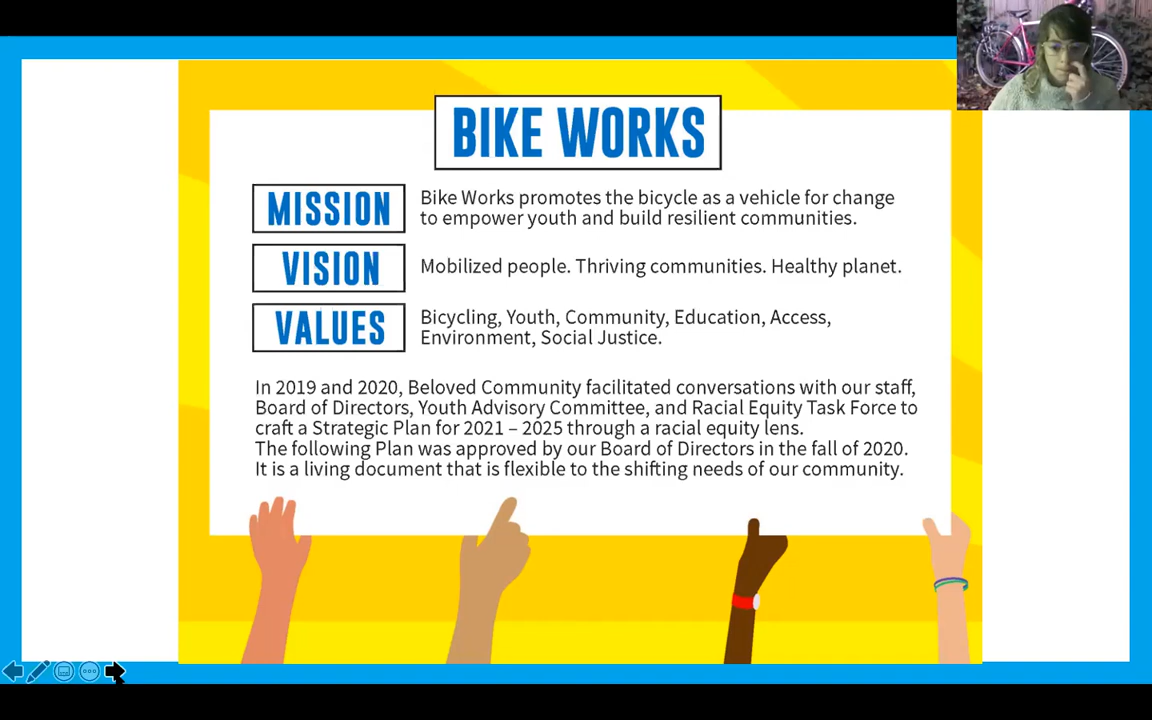 BIKE WORKS
MISSION
Bike Works promotes the bicycle as a vehicle for change
to empower youth and build resilient communities.
VISION
Mobilized people. Thriving communities. Healthy planet.
VALUES
Bicycling, Youth, Community, Education, Access,
Environment, Social Justice.
In 2019 and 2020, Beloved Community facilitated conversations with our staff,
Board of Directors, Youth Advisory Committee, and Racial Equity Task Force to
craft a Strategic Plan for 2021 – 2025 through a racial equity lens.
The following Plan was approved by our Board of Directors in the fall of 2020.
It is a living document that is flexible to the shifting needs of our community.